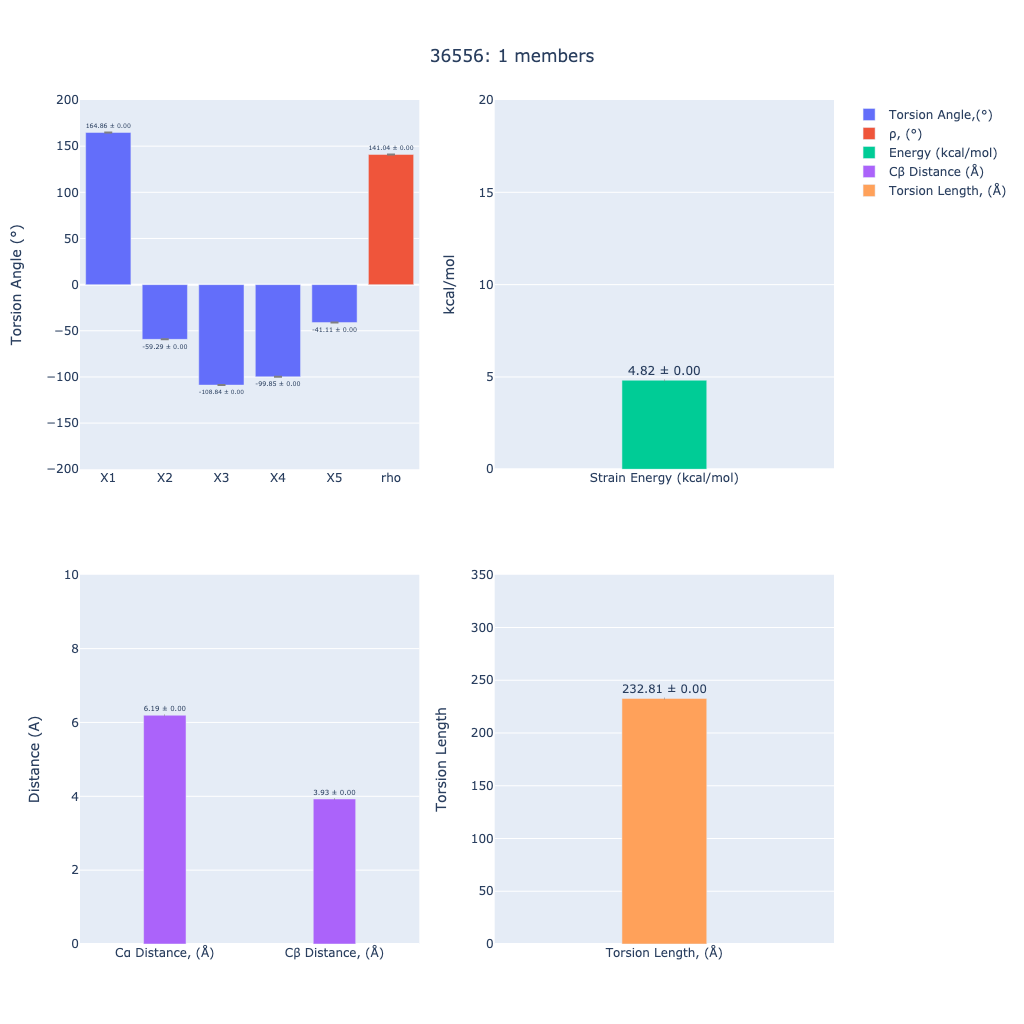 36556: 1 members
Torsion Angle (°)
200
150
100
50
0
−50
−100
−150
−200
164.86 ± 0.00
-59.29 ± 0.00
-108.84 ± 0.00
-99.85 ± 0.00
-41.11 ± 0.00
141.04 ± 0.00
X1 X2 X3 X4 X5 rho
kcal/mol
20
15
10
5
0
4.82 ± 0.00
Strain Energy (kcal/mol)
Torsion Angle,(°)
ρ, (°)
Energy (kcal/mol)
Cβ Distance (Å)
Torsion Length, (Å)
Distance (A)
10
8
6
4
2
0
6.19 ± 0.00
3.93 ± 0.00
Cα Distance, (Å) Cβ Distance, (Å)
Torsion Length
350
300
250
200
150
100
50
0
232.81 ± 0.00
Torsion Length, (Å)